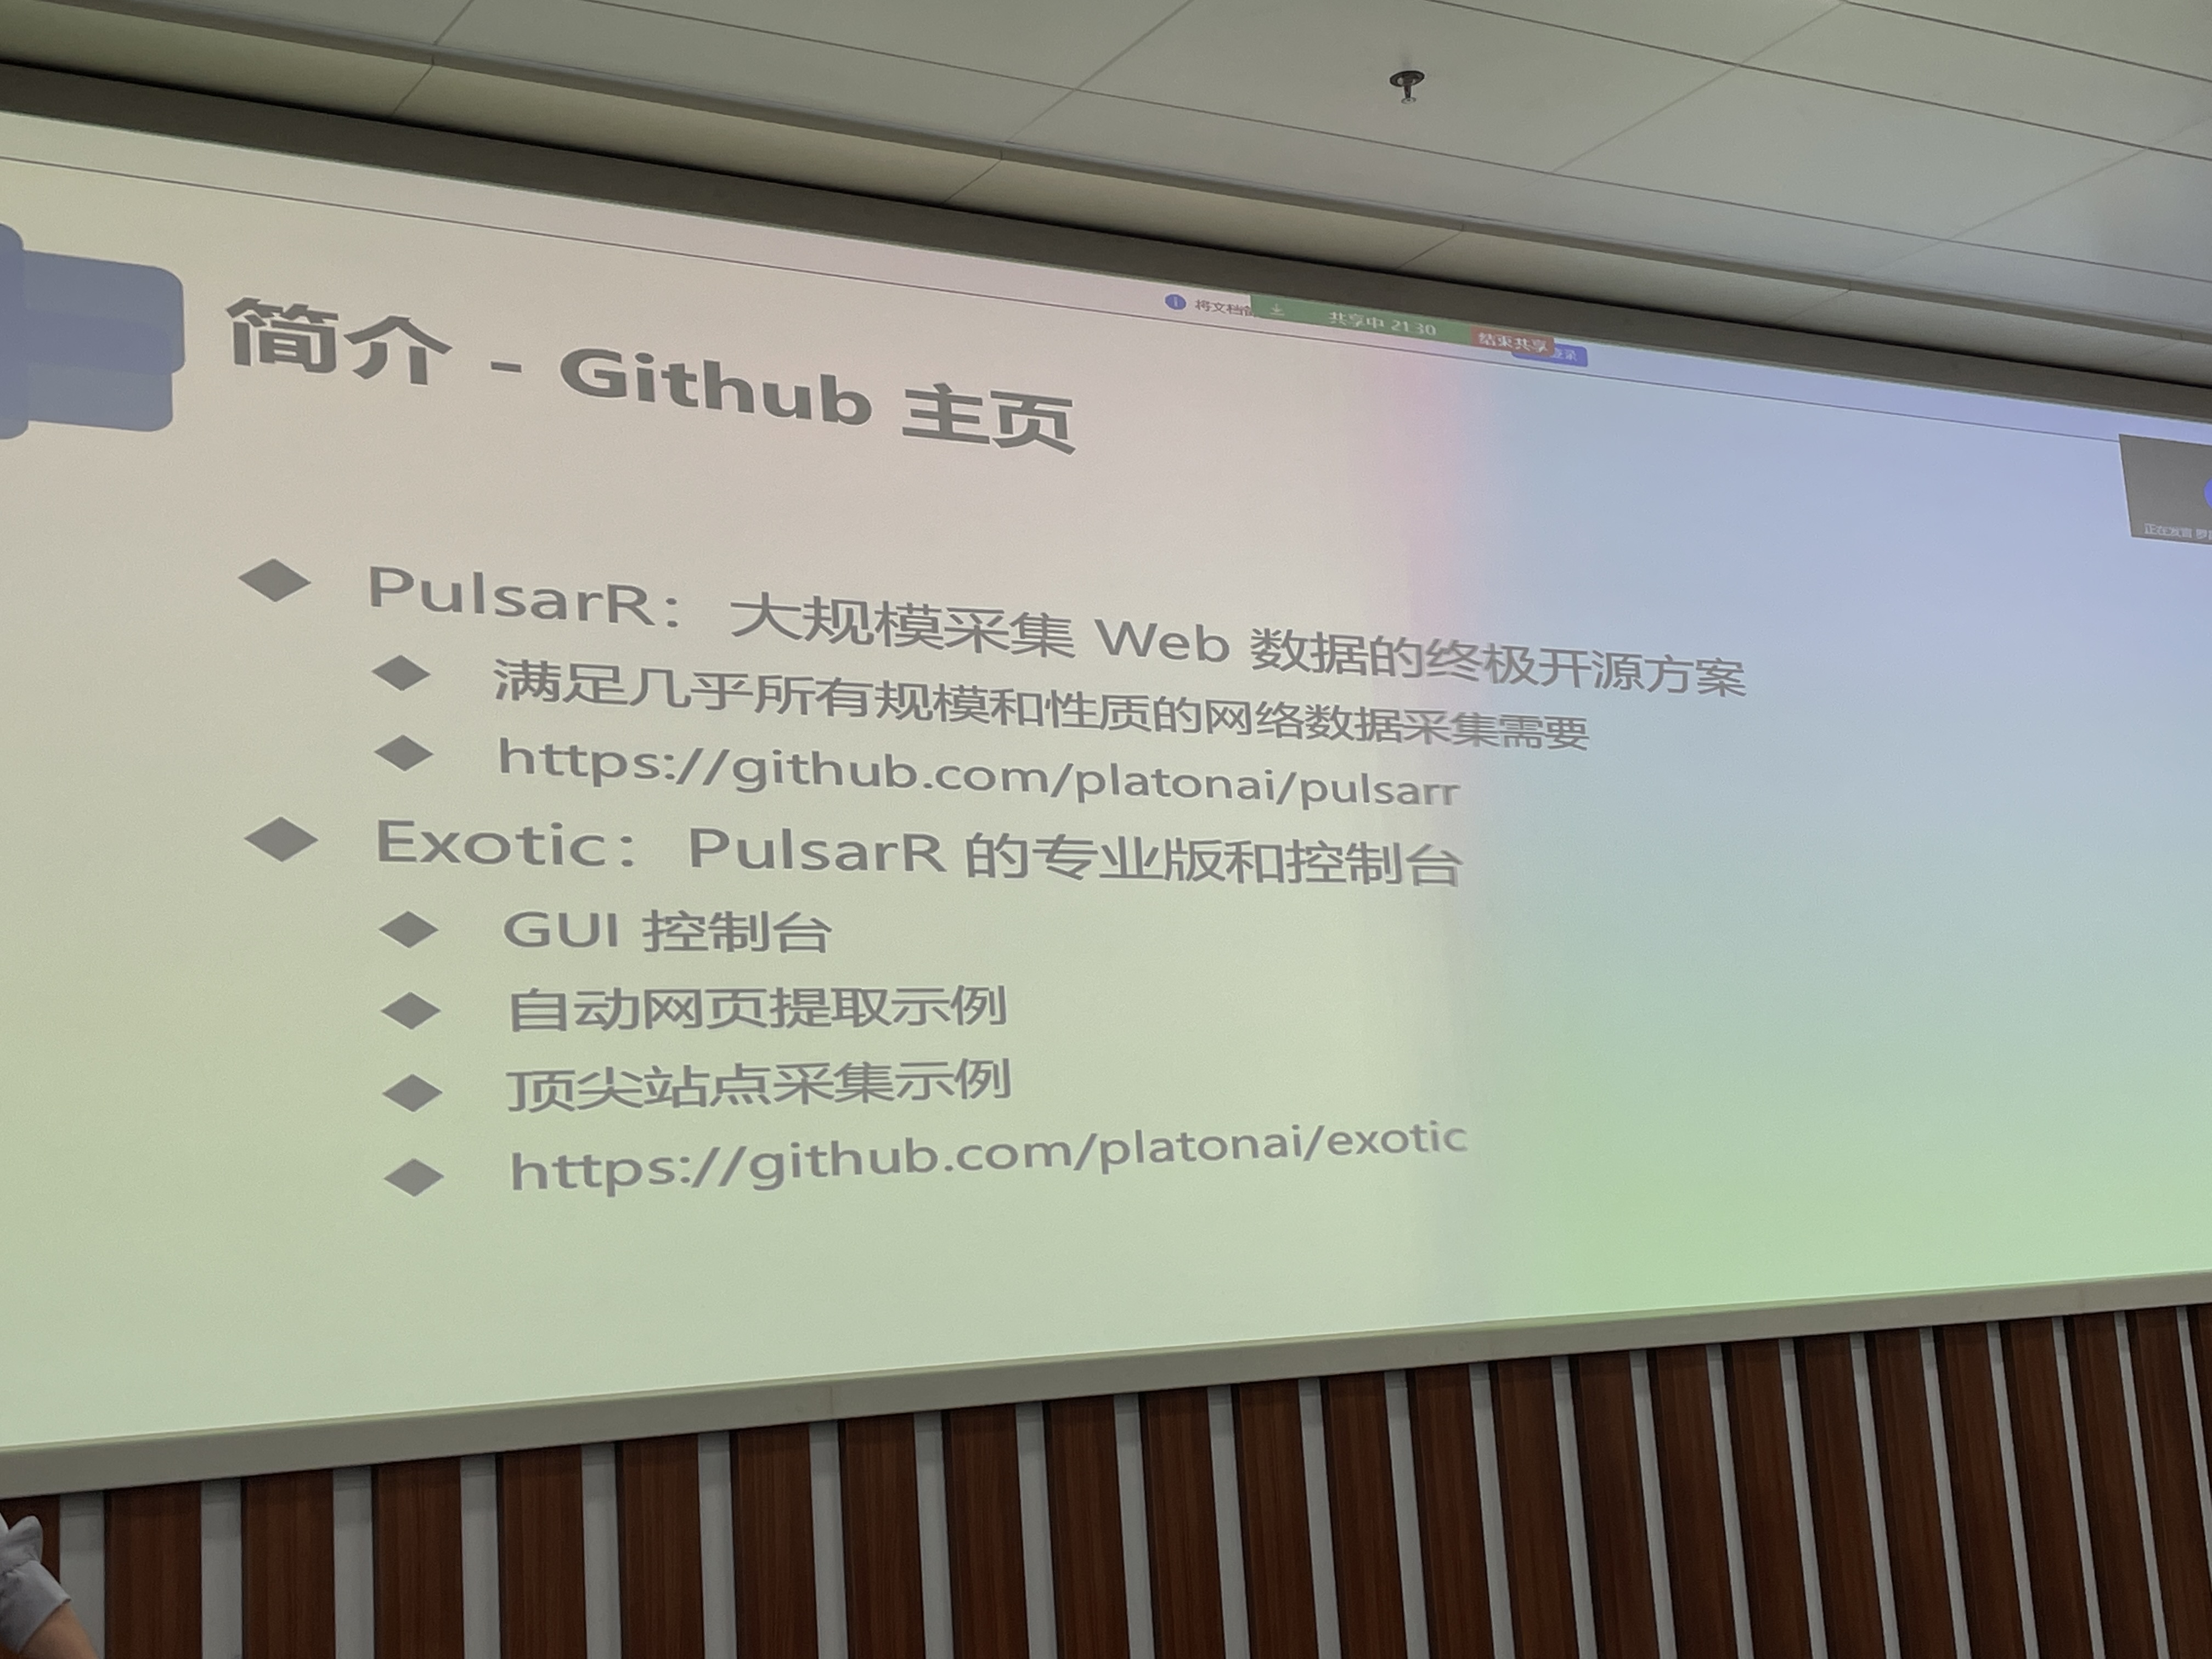 将文档
共享中 21:30
结束共享
登录
正在发言
简介 - Github 主页
PulsarR：大规模采集 Web 数据的终极开源方案
满足几乎所有规模和性质的网络数据采集需要
https://github.com/platonai/pulsarr
Exotic：PulsarR 的专业版和控制台
GUI 控制台
自动网页提取示例
顶尖站点采集示例
https://github.com/platonai/exotic